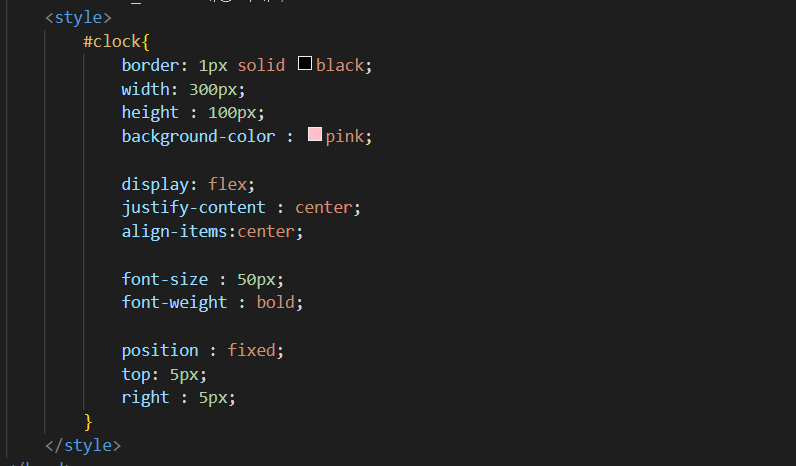 <style>
#clock{
border: 1px solid black;
width: 300px;
height : 100px;
background-color : pink;
display: flex;
justify-content : center;
align-items:center;
font-size : 50px;
font-weight : bold;
position : fixed;
top: 5px;
right : 5px;
}
</style>